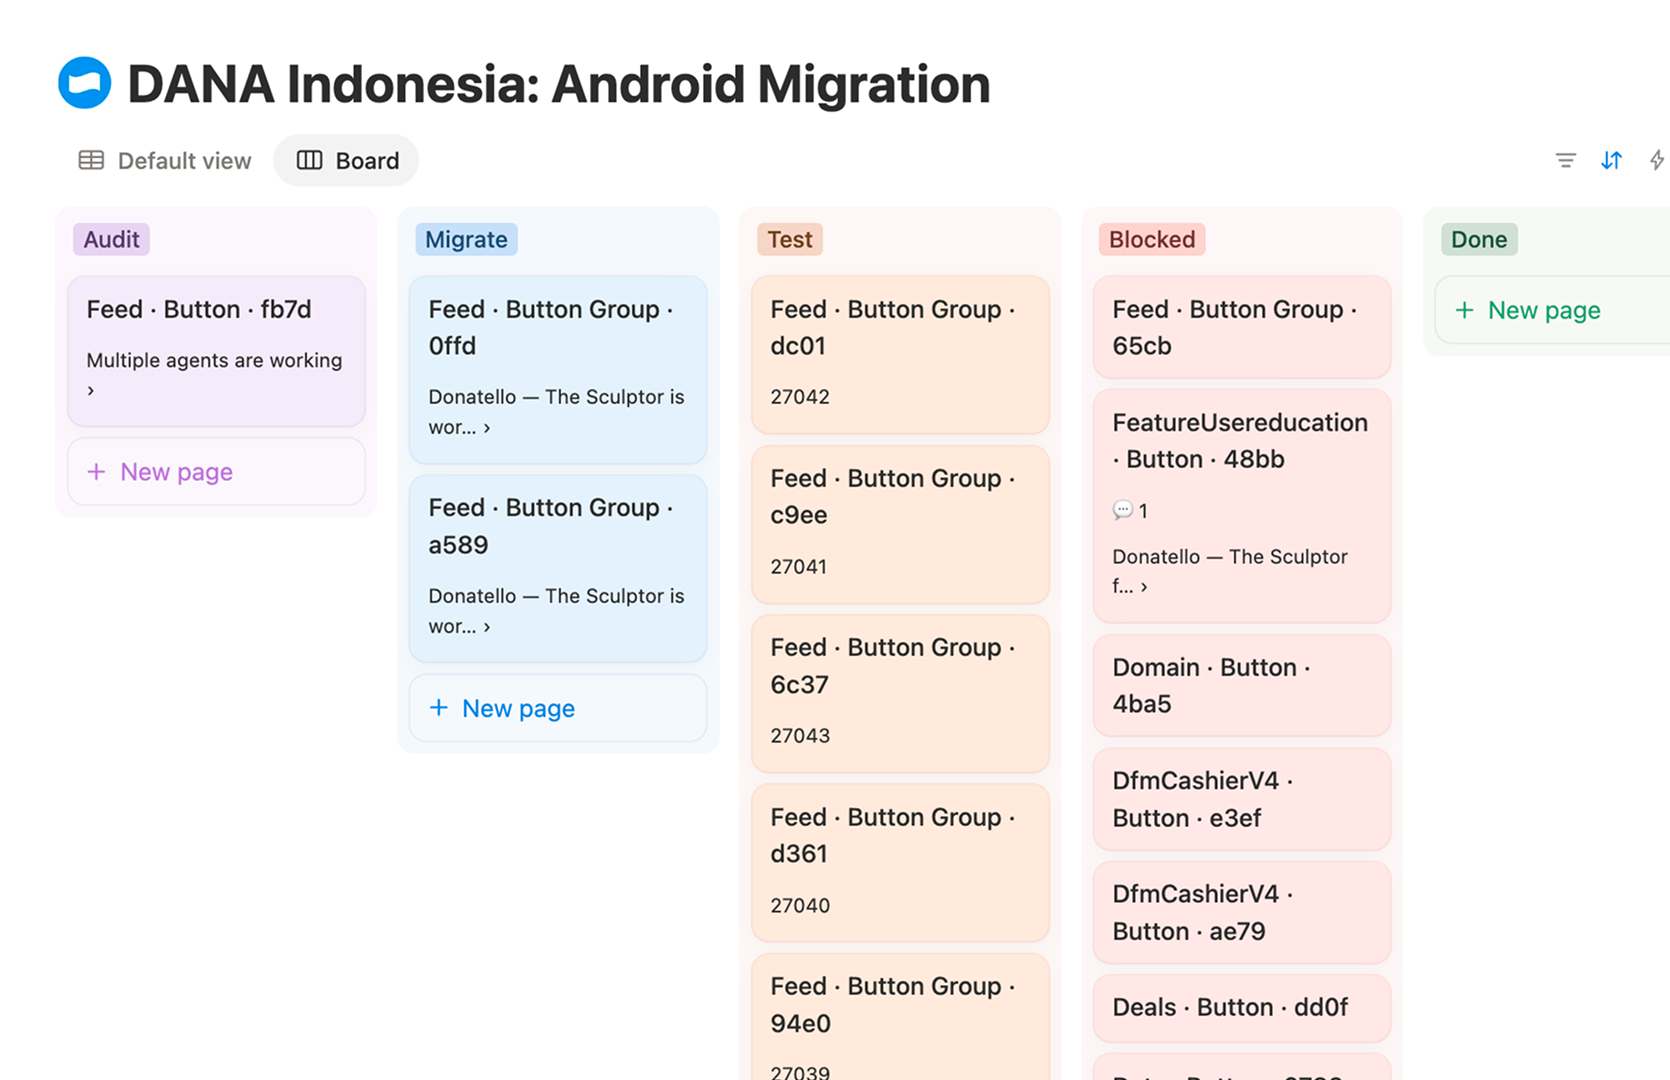 DANA Indonesia: Android Migration
Default view
Board
Audit
Feed · Button · fb7d
Multiple agents are working
›
+ New page
Migrate
Feed · Button Group ·
0ffd
Donatello — The Sculptor is
wor... ›
Feed · Button Group ·
a589
Donatello — The Sculptor is
wor... ›
+ New page
Test
Feed · Button Group ·
dc01
27042
Feed · Button Group ·
c9ee
27041
Feed · Button Group ·
6c37
27043
Feed · Button Group ·
d361
27040
Feed · Button Group ·
94e0
27039
Blocked
Feed · Button Group ·
65cb
FeatureUsereducation
· Button · 48bb
1
Donatello — The Sculptor
f... ›
Domain · Button ·
4ba5
DfmCashierV4 ·
Button · e3ef
DfmCashierV4 ·
Button · ae79
Deals · Button · dd0f
Done
+ New page